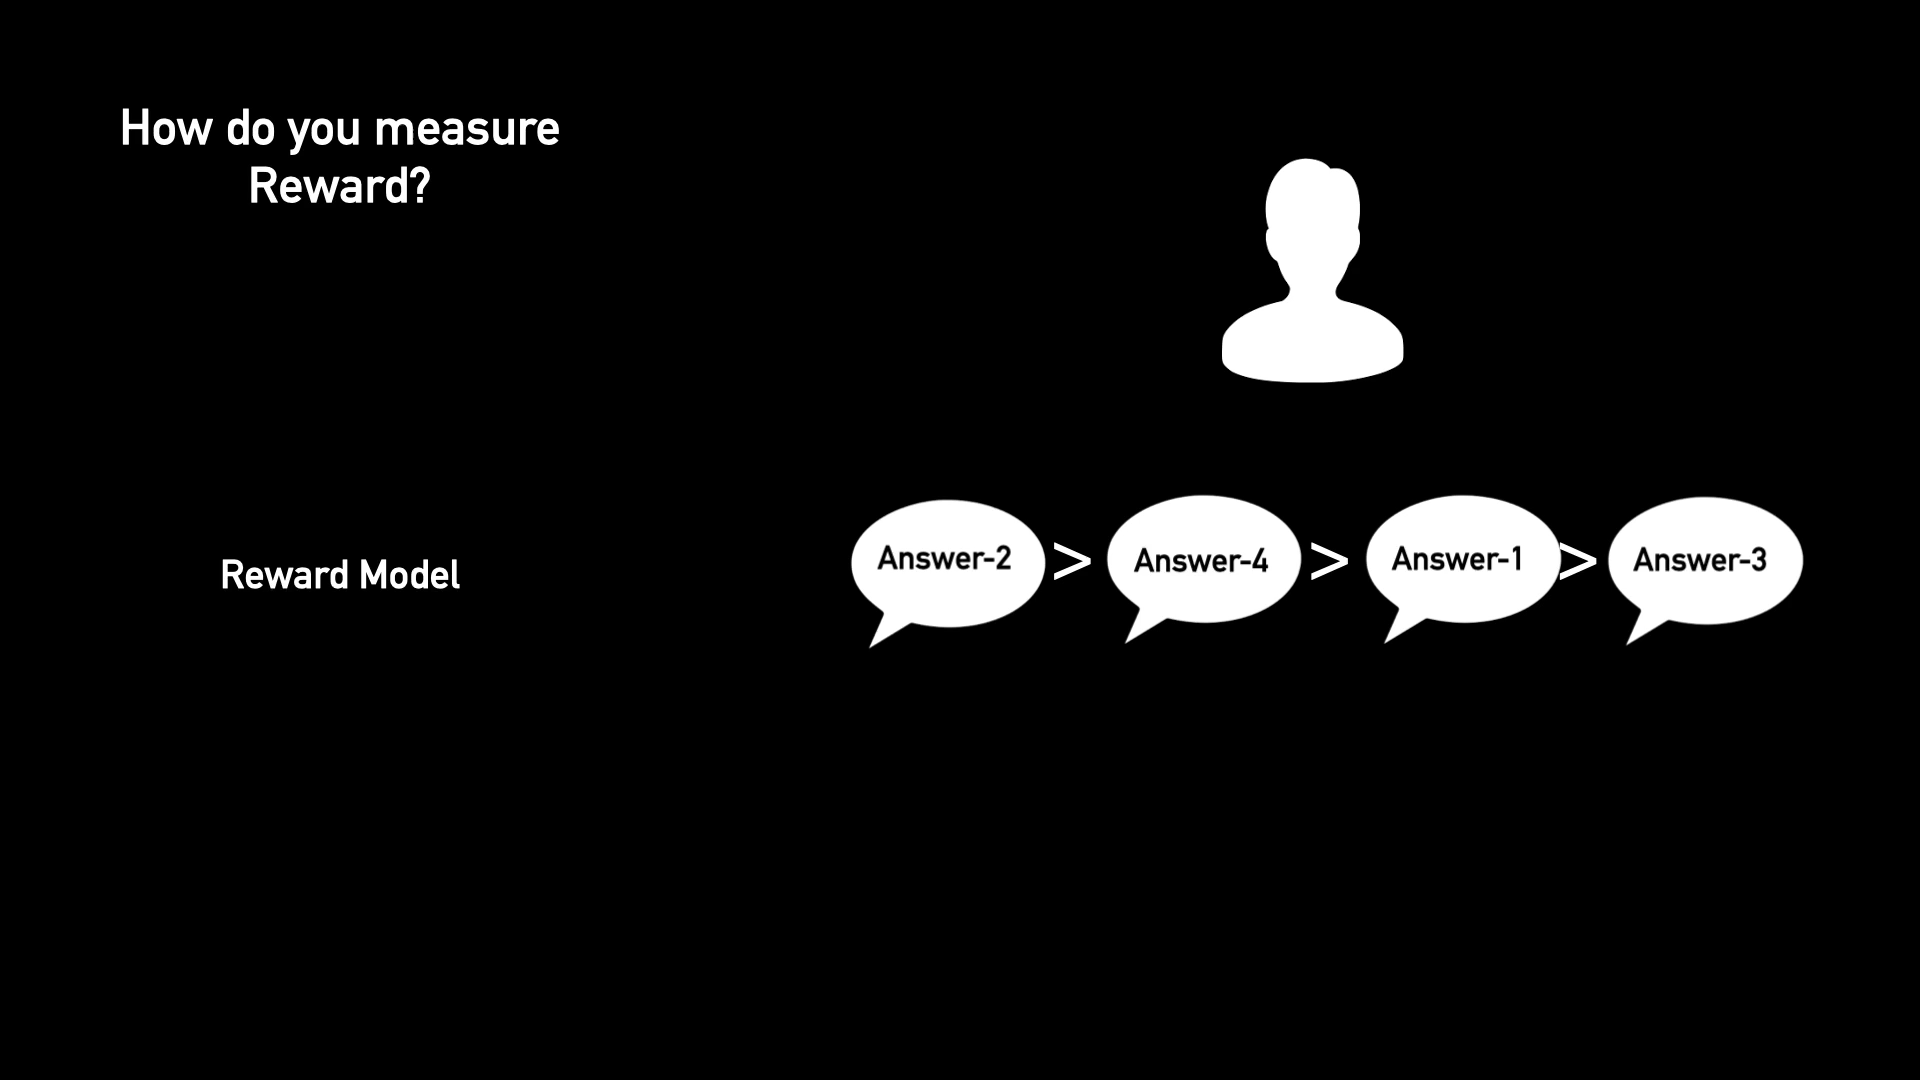 How do you measure
Reward?
Reward Model
Answer-2 > Answer-4 > Answer-1 > Answer-3